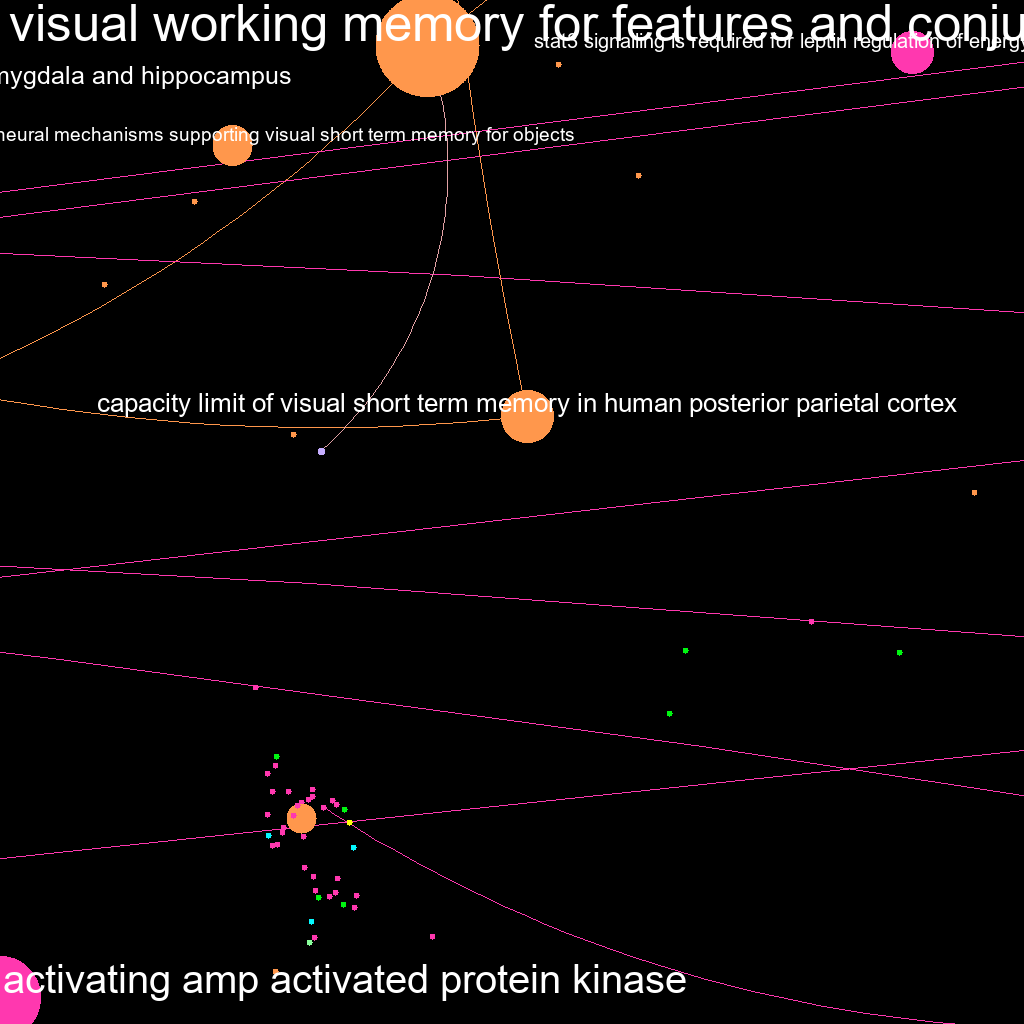 visual working memory for features and conju
stat3 signalling is required for leptin regulation of energy
mygdala and hippocampus
neural mechanisms supporting visual short term memory for objects
capacity limit of visual short term memory in human posterior parietal cortex
activating amp activated protein kinase